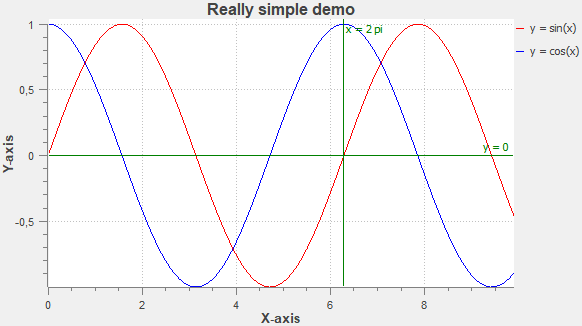 Really simple demo
1
x = 2 pi
y = sin(x)
y = cos(x)
0,5
y = 0
0
Y-axis
-0,5
0
2
4
6
8
X-axis